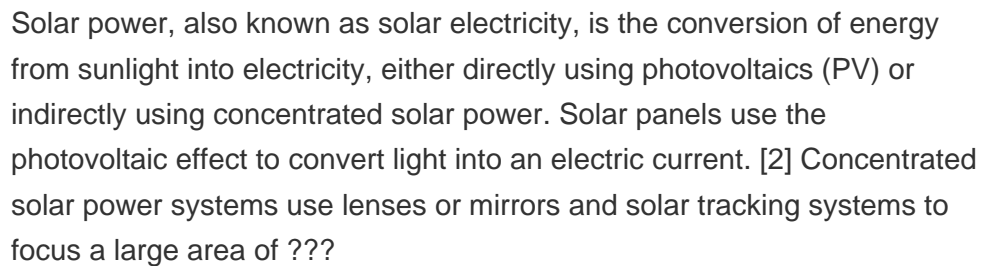 Solar power, also known as solar electricity, is the conversion of energy
from sunlight into electricity, either directly using photovoltaics (PV) or
indirectly using concentrated solar power. Solar panels use the
photovoltaic effect to convert light into an electric current. [2] Concentrated
solar power systems use lenses or mirrors and solar tracking systems to
focus a large area of ???